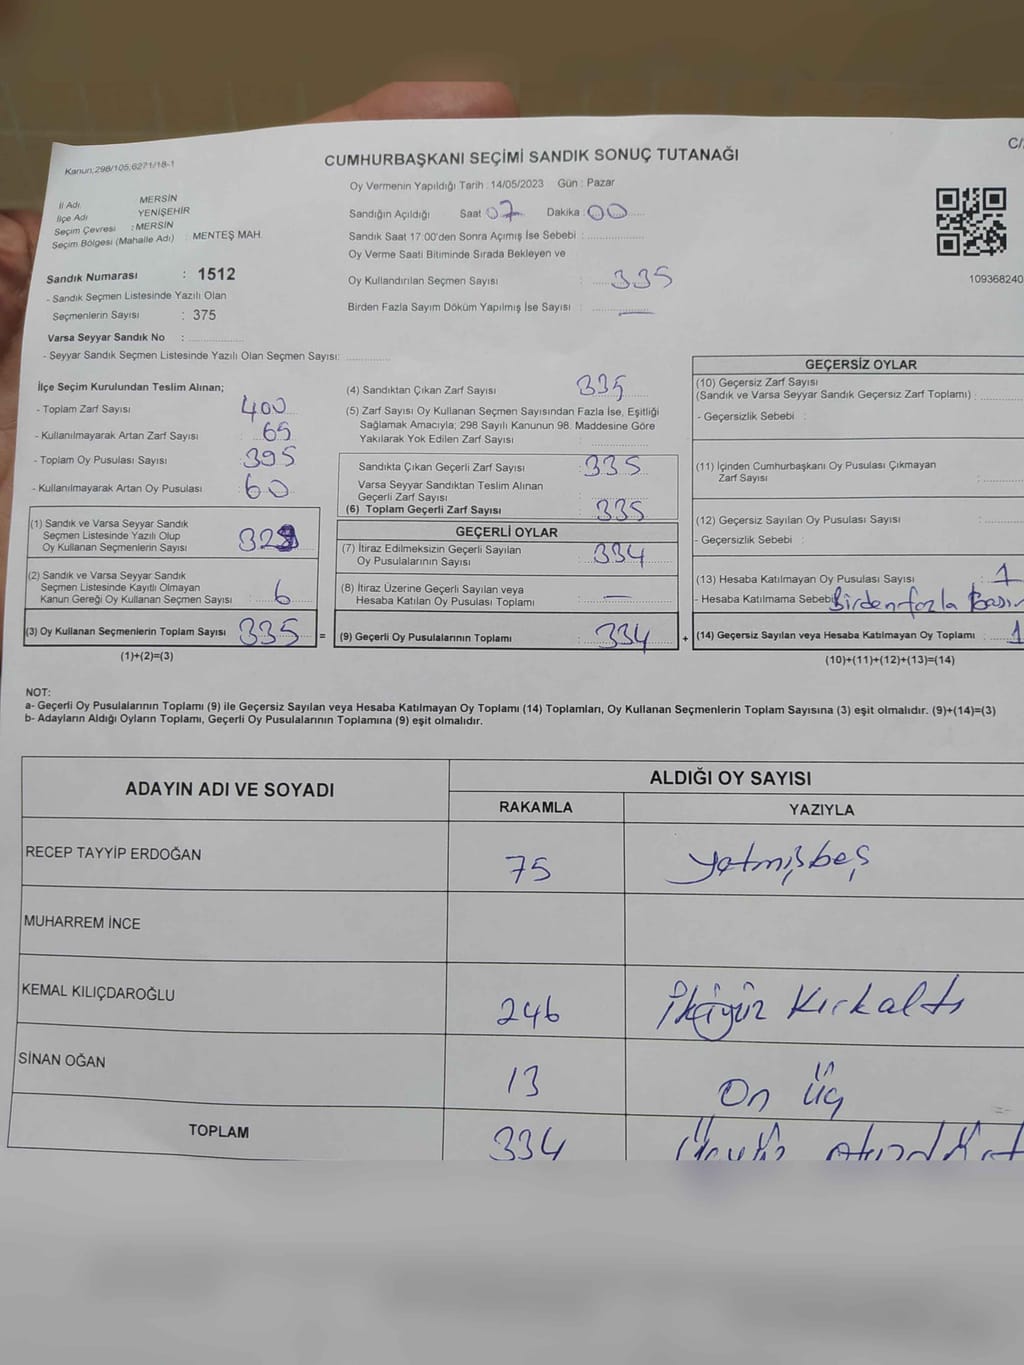 Kanun;298/105;6271/18-1
CUMHURBAŞKANI SEÇİMİ SANDIK SONUÇ TUTANAĞI
C/
İl Adı MERSİN
İlçe Adı YENİŞEHİR
Seçim Çevresi : MERSİN
Seçim Bölgesi (Mahalle Adı) : MENTEŞ MAH.
Sandık Numarası : 1512
- Sandık Seçmen Listesinde Yazılı Olan
Seçmenlerin Sayısı : 375
Varsa Seyyar Sandık No :
- Seyyar Sandık Seçmen Listesinde Yazılı Olan Seçmen Sayısı:
Oy Vermenin Yapıldığı Tarih : 14/05/2023 Gün : Pazar
Sandığın Açıldığı Saat 07 Dakika : 00
Sandık Saat 17:00'den Sonra Açımış İse Sebebi :
Oy Verme Saati Bitiminde Sırada Bekleyen ve
Oy Kullandırılan Seçmen Sayısı : 335
Birden Fazla Sayım Döküm Yapılmış İse Sayısı : —
109368240
İlçe Seçim Kurulundan Teslim Alınan;
- Toplam Zarf Sayısı : 400
- Kullanılmayarak Artan Zarf Sayısı : 65
- Toplam Oy Pusulası Sayısı : 395
- Kullanılmayarak Artan Oy Pusulası : 60
(1) Sandık ve Varsa Seyyar Sandık
Seçmen Listesinde Yazılı Olup
Oy Kullanan Seçmenlerin Sayısı
(2) Sandık ve Varsa Seyyar Sandık
Seçmen Listesinde Kayıtlı Olmayan
Kanun Gereği Oy Kullanan Seçmen Sayısı : 6
(3) Oy Kullanan Seçmenlerin Toplam Sayısı 335 =
(1)+(2)=(3)
(4) Sandıktan Çıkan Zarf Sayısı : 335
(5) Zarf Sayısı Oy Kullanan Seçmen Sayısından Fazla İse, Eşitliği
Sağlamak Amacıyla; 298 Sayılı Kanunun 98. Maddesine Göre
Yakılarak Yok Edilen Zarf Sayısı :
Sandıkta Çıkan Geçerli Zarf Sayısı : 335
Varsa Seyyar Sandıktan Teslim Alınan
Geçerli Zarf Sayısı :
(6) Toplam Geçerli Zarf Sayısı : 335
GEÇERLİ OYLAR
(7) İtiraz Edilmeksizin Geçerli Sayılan
Oy Pusulalarının Sayısı : 334
(8) İtiraz Üzerine Geçerli Sayılan veya
Hesaba Katılan Oy Pusulası Toplamı : —
(9) Geçerli Oy Pusulalarının Toplamı : 334 +
GEÇERSİZ OYLAR
(10) Geçersiz Zarf Sayısı
(Sandık ve Varsa Seyyar Sandık Geçersiz Zarf Toplamı) :
- Geçersizlik Sebebi :
(11) İçinden Cumhurbaşkanı Oy Pusulası Çıkmayan
Zarf Sayısı :
(12) Geçersiz Sayılan Oy Pusulası Sayısı :
- Geçersizlik Sebebi :
(13) Hesaba Katılmayan Oy Pusulası Sayısı : 1
- Hesaba Katılmama Sebebi Birden fazla Basım
(14) Geçersiz Sayılan veya Hesaba Katılmayan Oy Toplamı : 1
(10)+(11)+(12)+(13)=(14)
NOT:
a- Geçerli Oy Pusulalarının Toplamı (9) ile Geçersiz Sayılan veya Hesaba Katılmayan Oy Toplamı (14) Toplamları, Oy Kullanan Seçmenlerin Toplam Sayısına (3) eşit olmalıdır. (9)+(14)=(3)
b- Adayların Aldığı Oyların Toplamı, Geçerli Oy Pusulalarının Toplamına (9) eşit olmalıdır.
ADAYIN ADI VE SOYADI
ALDIĞI OY SAYISI
RAKAMLA YAZIYLA
RECEP TAYYİP ERDOĞAN 75 yetmişbeş
MUHARREM İNCE
KEMAL KILIÇDAROĞLU 246 İkiyüz Kırkaltı
SİNAN OĞAN 13 On Üç
TOPLAM 334